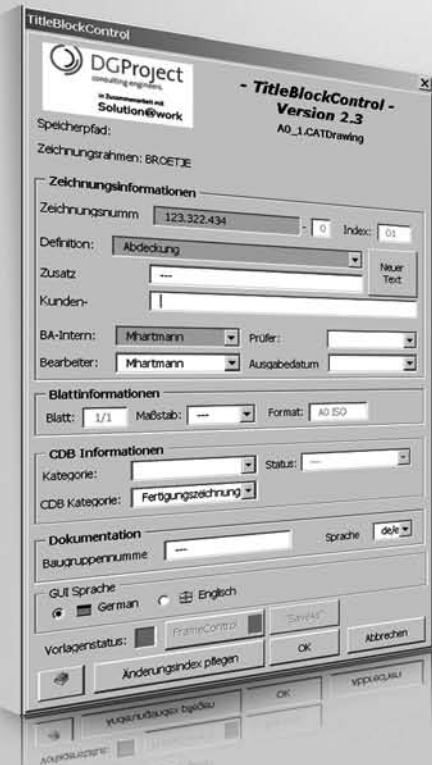 TitleBlockControl
DGProject
consulting engineers.
in Zusammenarbeit mit
Solution@work
- TitleBlockControl -
Version 2.3
A0_1.CATDrawing
Speicherpfad:
Zeichnungsrahmen: BROETJE
Zeichnungsinformationen
Zeichnungsnumm 123.322.434 - 0 Index: 01
Definition: Abdeckung
Neuer Text
Zusatz ---
Kunden-
BA-Intern: Mhartmann Prüfer:
Bearbeiter: Mhartmann Ausgabedatum
Blattinformationen
Blatt: 1/1 Maßstab: --- Format: A0 ISO
CDB Informationen
Kategorie: Status: ---
CDB Kategorie: Fertigungszeichnung
Dokumentation
Baugruppennumme --- Sprache de/e
GUI Sprache
German Englisch
Vorlagenstatus: FrameControl "SaveAs"
Änderungsindex pflegen OK Abbrechen